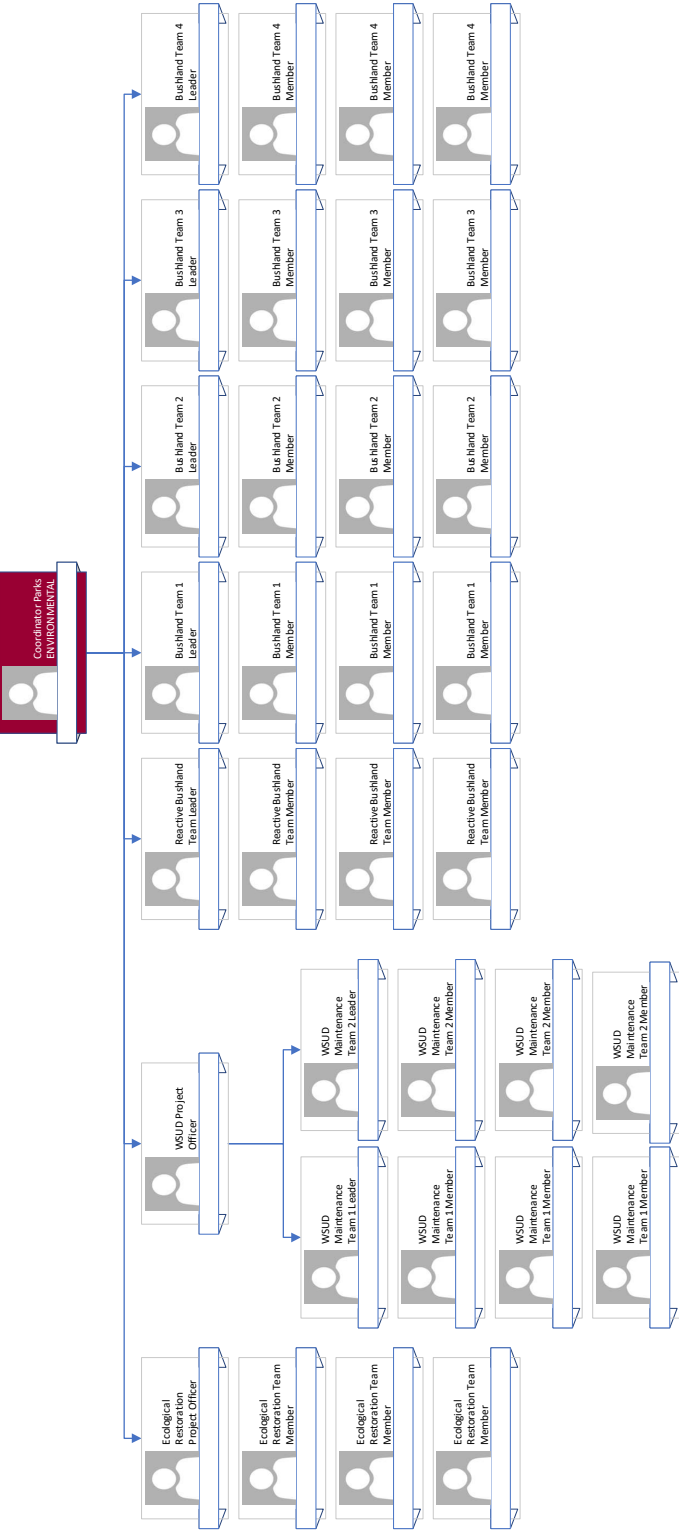 Coordinator Parks
ENVIRONMENTAL
Ecological
Restoration
Project Officer
WSUD Project
Officer
Reactive Bushland
Team Leader
Bushland Team 1
Leader
Bushland Team 2
Leader
Bushland Team 3
Leader
Bushland Team 4
Leader
Ecological
Restoration Team
Member
Reactive Bushland
Team Member
Bushland Team 1
Member
Bushland Team 2
Member
Bushland Team 3
Member
Bushland Team 4
Member
WSUD
Maintenance
Team 1 Leader
WSUD
Maintenance
Team 2 Leader
Ecological
Restoration Team
Member
Reactive Bushland
Team Member
Bushland Team 1
Member
Bushland Team 2
Member
Bushland Team 3
Member
Bushland Team 4
Member
WSUD
Maintenance
Team 1 Member
WSUD
Maintenance
Team 2 Member
Ecological
Restoration Team
Member
Reactive Bushland
Team Member
Bushland Team 1
Member
Bushland Team 2
Member
Bushland Team 3
Member
Bushland Team 4
Member
WSUD
Maintenance
Team 1 Member
WSUD
Maintenance
Team 2 Member
WSUD
Maintenance
Team 1 Member
WSUD
Maintenance
Team 2 Member